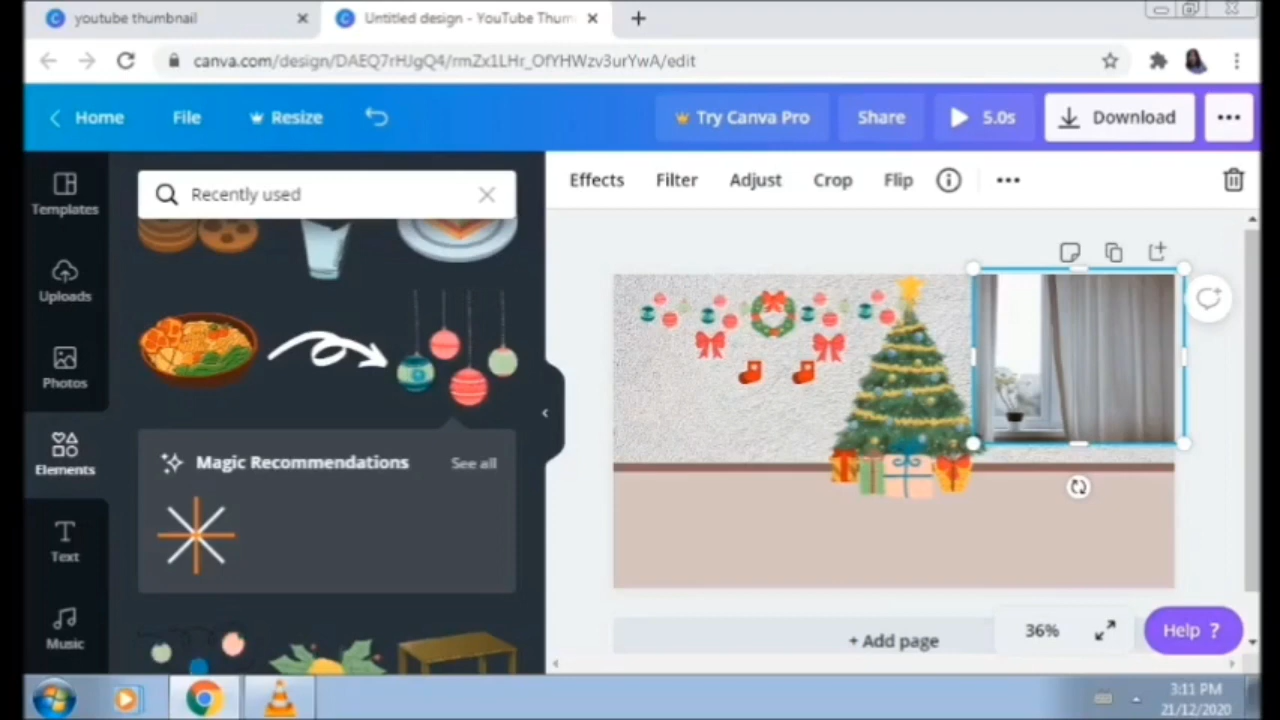 youtube thumbnail
Untitled design - YouTube Thum
canva.com/design/DAEQ7rHJgQ4/rmZx1LHr_OfYHWzv3urYwA/edit
Home
File
Resize
Try Canva Pro
Share
5.0s
Download
Templates
Uploads
Photos
Elements
Text
Music
Recently used
Magic Recommendations
See all
Effects
Filter
Adjust
Crop
Flip
+ Add page
36%
Help ?
3:11 PM
21/12/2020